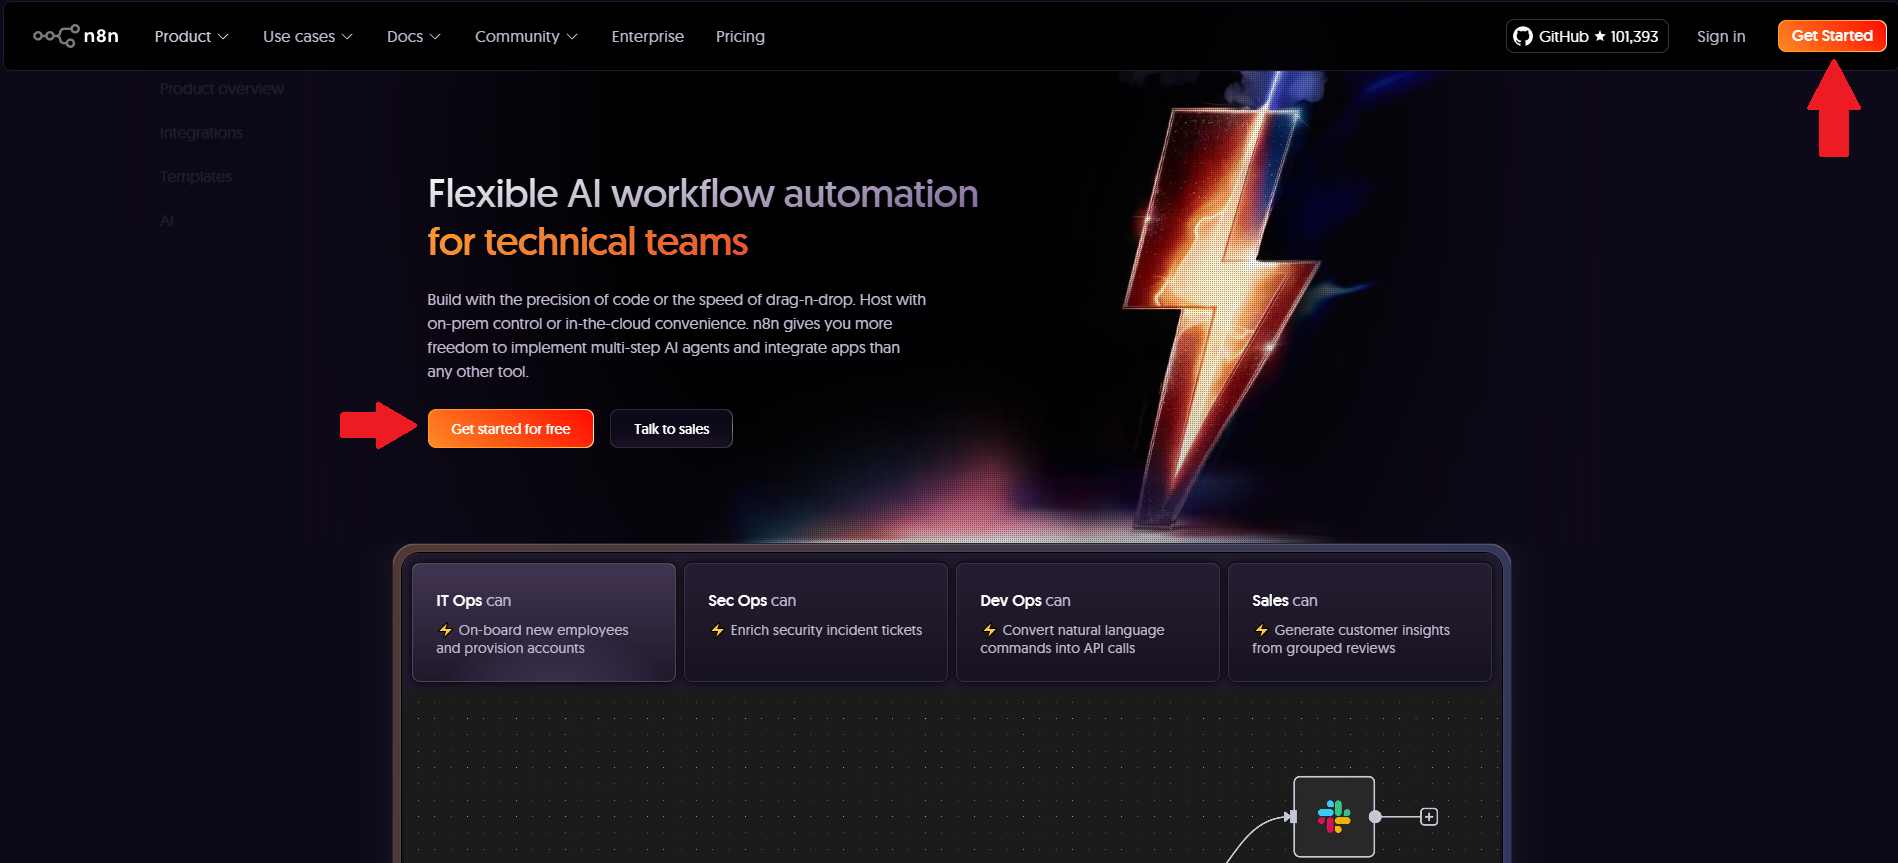 n8n
Product
Use cases
Docs
Community
Enterprise
Pricing
GitHub ★ 101,393
Sign in
Get Started
Product overview
Integrations
Templates
AI
Flexible AI workflow automation
for technical teams
Build with the precision of code or the speed of drag-n-drop. Host with
on-prem control or in-the-cloud convenience. n8n gives you more
freedom to implement multi-step AI agents and integrate apps than
any other tool.
Get started for free
Talk to sales
IT Ops can
⚡ On-board new employees
and provision accounts
Sec Ops can
⚡ Enrich security incident tickets
Dev Ops can
⚡ Convert natural language
commands into API calls
Sales can
⚡ Generate customer insights
from grouped reviews